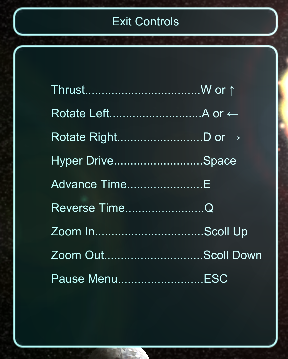 Exit Controls
Thrust...................................W or ↑
Rotate Left............................A or ←
Rotate Right..........................D or →
Hyper Drive...........................Space
Advance Time.......................E
Reverse Time........................Q
Zoom In.................................Scoll Up
Zoom Out..............................Scoll Down
Pause Menu..........................ESC